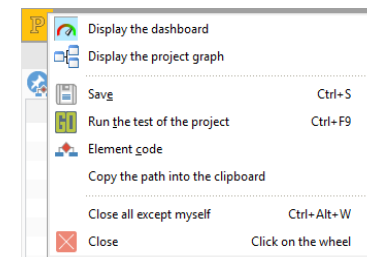 P
Display the dashboard
Display the project graph
Save Ctrl+S
GO
Run the test of the project Ctrl+F9
Element code
Copy the path into the clipboard
Close all except myself Ctrl+Alt+W
Close Click on the wheel